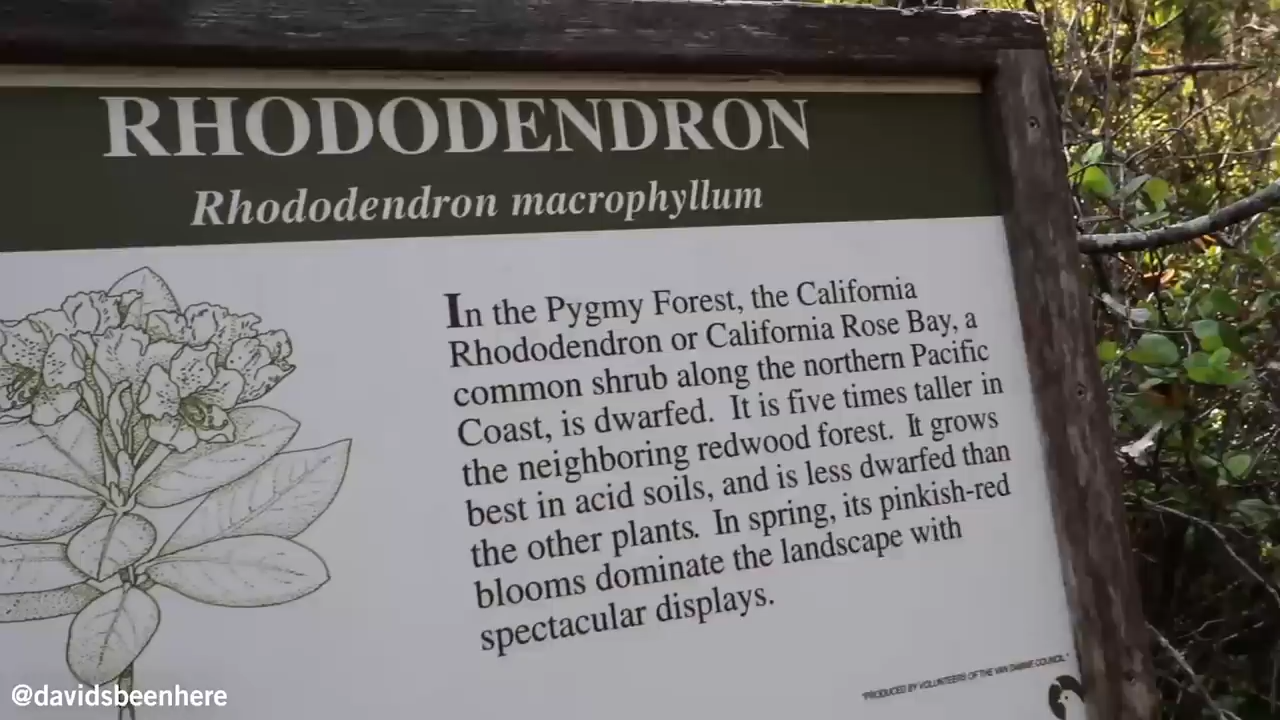 RHODODENDRON
Rhododendron macrophyllum
In the Pygmy Forest, the California
Rhododendron or California Rose Bay, a
common shrub along the northern Pacific
Coast, is dwarfed. It is five times taller in
the neighboring redwood forest. It grows
best in acid soils, and is less dwarfed than
the other plants. In spring, its pinkish-red
blooms dominate the landscape with
spectacular displays.
"PRODUCED BY VOLUNTEERS OF THE VAN DAMME COUNCIL"
@davidsbeenhere